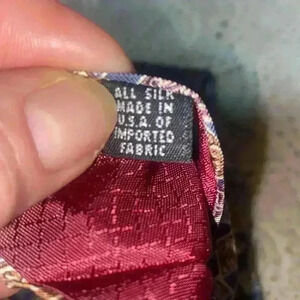 ALL SILK
MADE IN
U.S.A. OF
IMPORTED
FABRIC